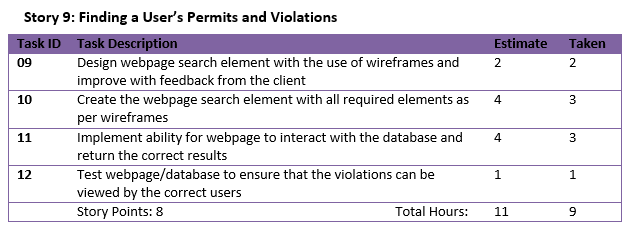 Story 9: Finding a User's Permits and Violations
Task ID Task Description Estimate Taken
09 Design webpage search element with the use of wireframes and 2 2
improve with feedback from the client
10 Create the webpage search element with all required elements as 4 3
per wireframes
11 Implement ability for webpage to interact with the database and 4 3
return the correct results
12 Test webpage/database to ensure that the violations can be 1 1
viewed by the correct users
Story Points: 8 Total Hours: 11 9